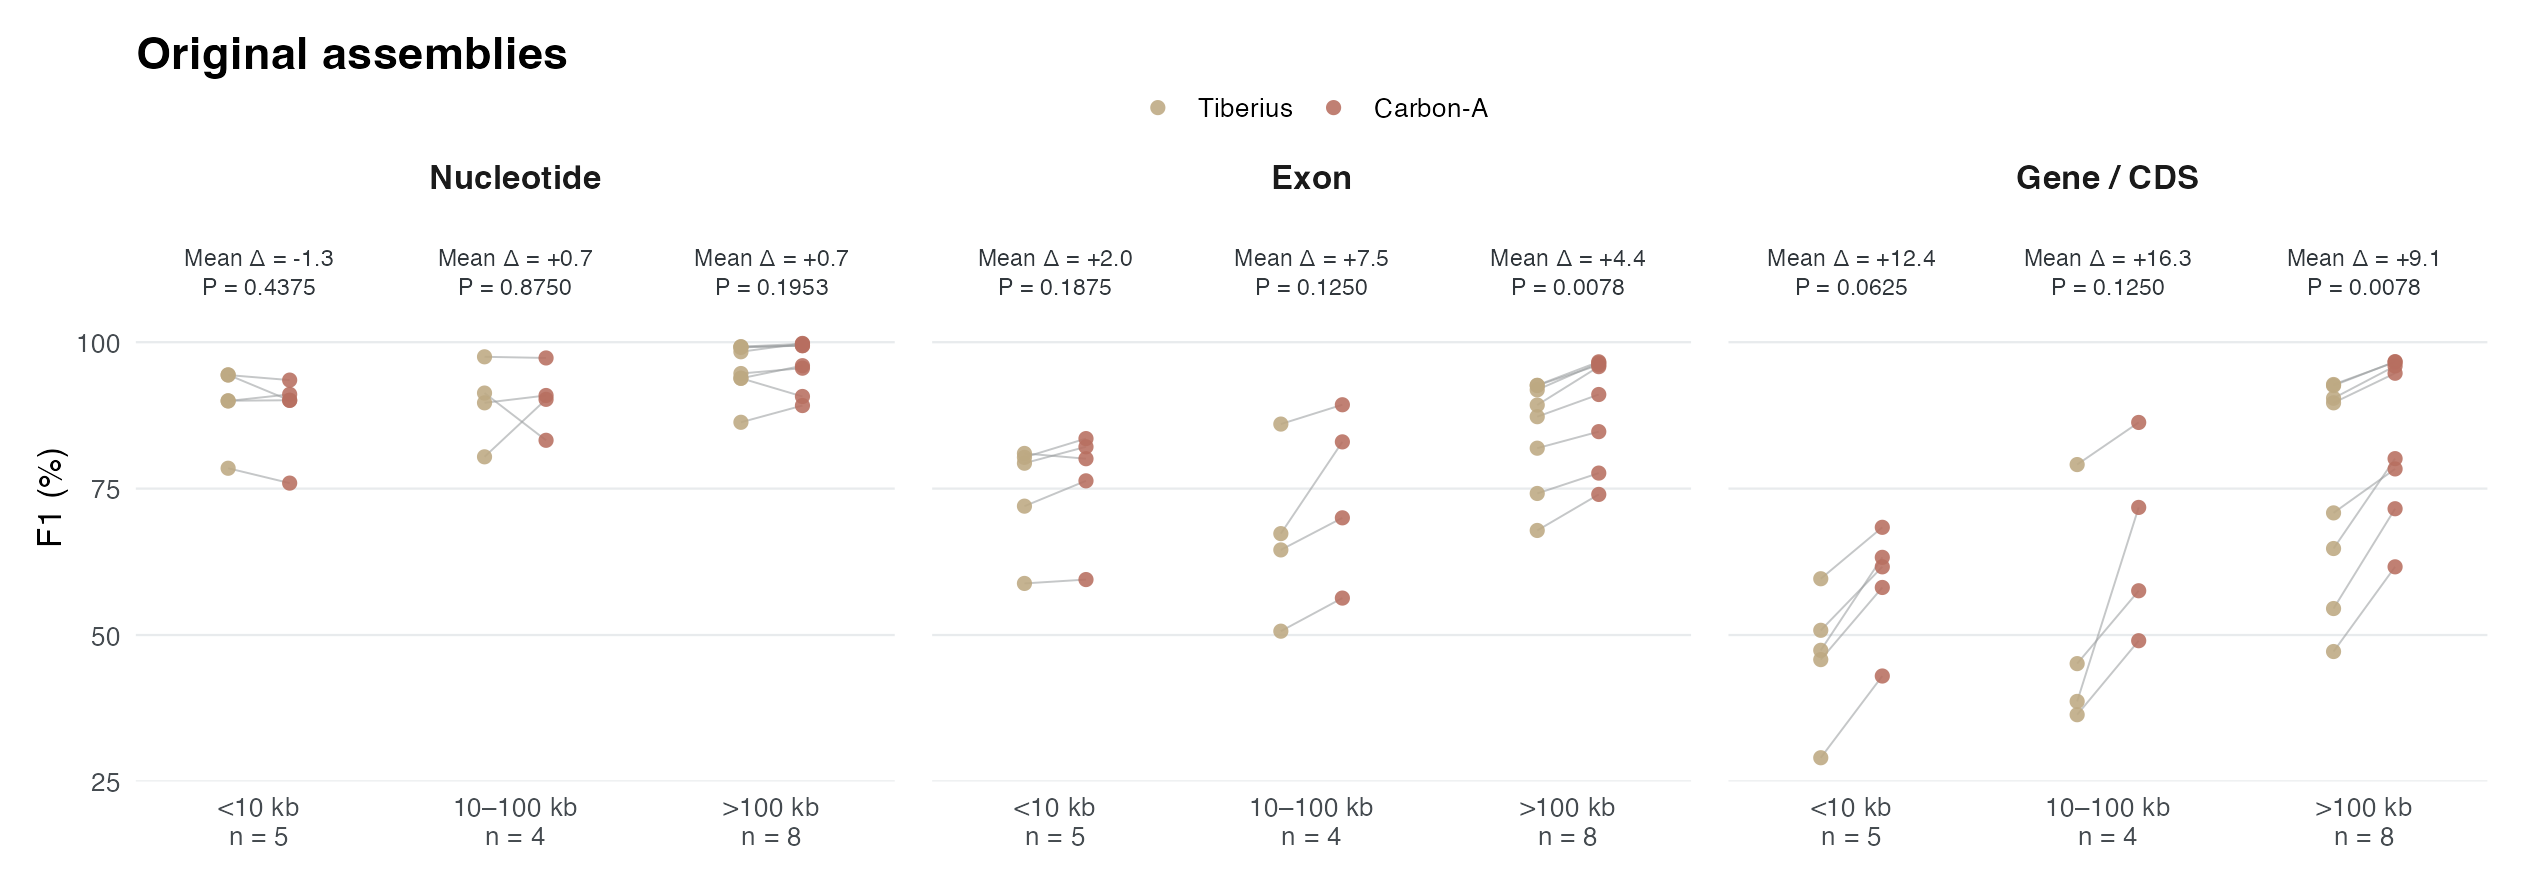 Original assemblies
Tiberius Carbon-A
Nucleotide Exon Gene / CDS
Mean Δ = -1.3 Mean Δ = +0.7 Mean Δ = +0.7 Mean Δ = +2.0 Mean Δ = +7.5 Mean Δ = +4.4 Mean Δ = +12.4 Mean Δ = +16.3 Mean Δ = +9.1
P = 0.4375 P = 0.8750 P = 0.1953 P = 0.1875 P = 0.1250 P = 0.0078 P = 0.0625 P = 0.1250 P = 0.0078
F1 (%)
100
75
50
25
<10 kb 10–100 kb >100 kb <10 kb 10–100 kb >100 kb <10 kb 10–100 kb >100 kb
n = 5 n = 4 n = 8 n = 5 n = 4 n = 8 n = 5 n = 4 n = 8